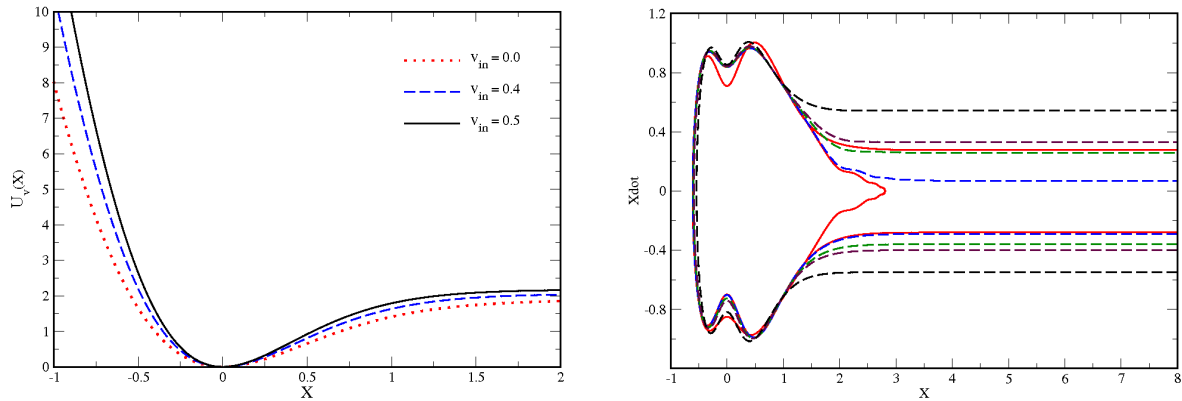 10
9
8
7
6
5
4
3
2
1
0
U_v(X)
v_in = 0.0
v_in = 0.4
v_in = 0.5
-1 -0.5 0 0.5 1 1.5 2
X
1.2
0.8
0.4
0
-0.4
-0.8
Xdot
-1 0 1 2 3 4 5 6 7 8
X